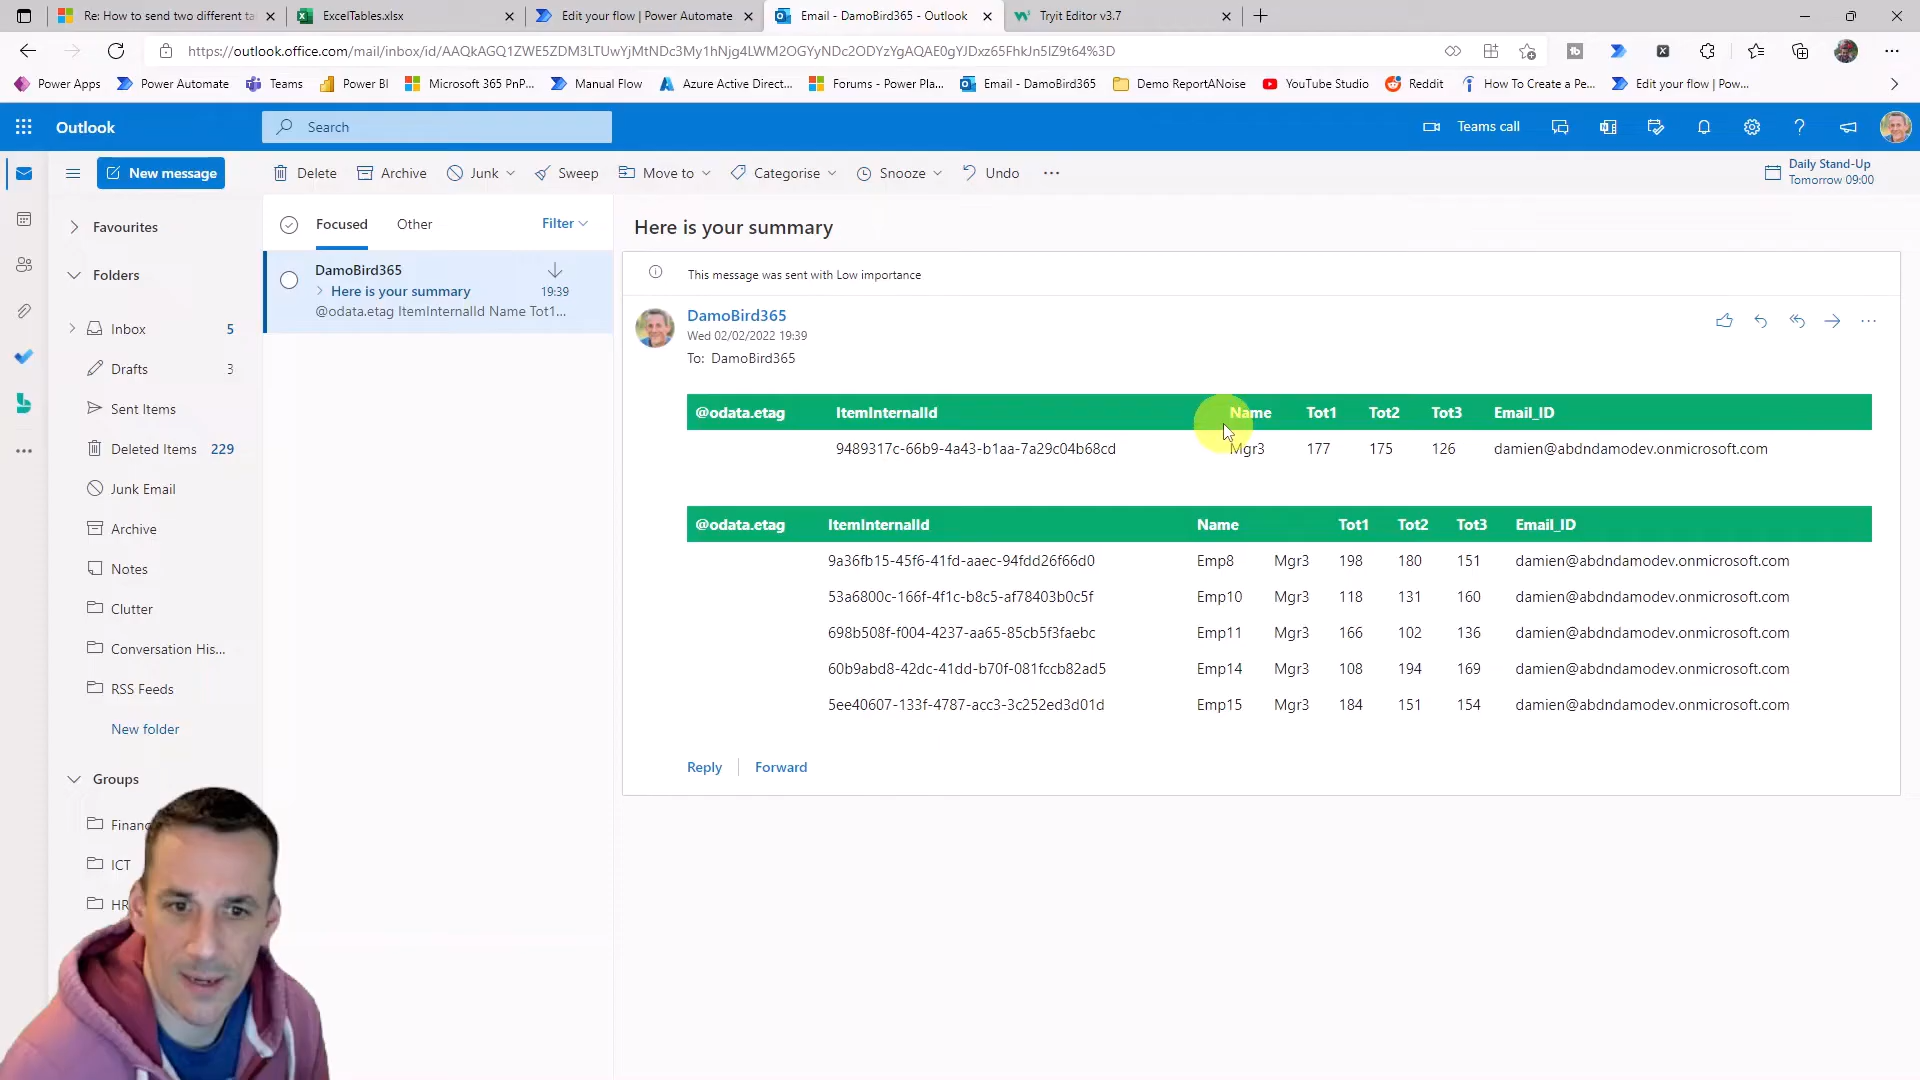 Re: How to send two different ta
ExcelTables.xlsx
Edit your flow | Power Automate
Email - DamoBird365 - Outlook
Tryit Editor v3.7
https://outlook.office.com/mail/inbox/id/AAQkAGQ1ZWE5ZDM3LTUwYjMtNDc3My1hNjg4LWM2OGYyNDc2ODYzYgAQAE0gYJDxz65FhkJn5IZ9t64%3D
Power Apps
Power Automate
Teams
Power BI
Microsoft 365 PnP...
Manual Flow
Azure Active Direct...
Forums - Power Pla...
Email - DamoBird365
Demo ReportANoise
YouTube Studio
Reddit
How To Create a Pe...
Edit your flow | Pow...
Outlook
Search
Teams call
New message
Delete
Archive
Junk
Sweep
Move to
Categorise
Snooze
Undo
Daily Stand-Up
Tomorrow 09:00
Favourites
Folders
Inbox 5
Drafts 3
Sent Items
Deleted Items 229
Junk Email
Archive
Notes
Clutter
Conversation His...
RSS Feeds
New folder
Groups
Financ
ICT
HR
Focused Other Filter
DamoBird365
Here is your summary 19:39
@odata.etag ItemInternalId Name Tot1...
Here is your summary
This message was sent with Low importance
DamoBird365
Wed 02/02/2022 19:39
To: DamoBird365
@odata.etag ItemInternalId Name Tot1 Tot2 Tot3 Email_ID
9489317c-66b9-4a43-b1aa-7a29c04b68cd Mgr3 177 175 126 damien@abdndamodev.onmicrosoft.com
@odata.etag ItemInternalId Name Tot1 Tot2 Tot3 Email_ID
9a36fb15-45f6-41fd-aaec-94fdd26f66d0 Emp8 Mgr3 198 180 151 damien@abdndamodev.onmicrosoft.com
53a6800c-166f-4f1c-b8c5-af78403b0c5f Emp10 Mgr3 118 131 160 damien@abdndamodev.onmicrosoft.com
698b508f-f004-4237-aa65-85cb5f3faebc Emp11 Mgr3 166 102 136 damien@abdndamodev.onmicrosoft.com
60b9abd8-42dc-41dd-b70f-081fccb82ad5 Emp14 Mgr3 108 194 169 damien@abdndamodev.onmicrosoft.com
5ee40607-133f-4787-acc3-3c252ed3d01d Emp15 Mgr3 184 151 154 damien@abdndamodev.onmicrosoft.com
Reply
Forward